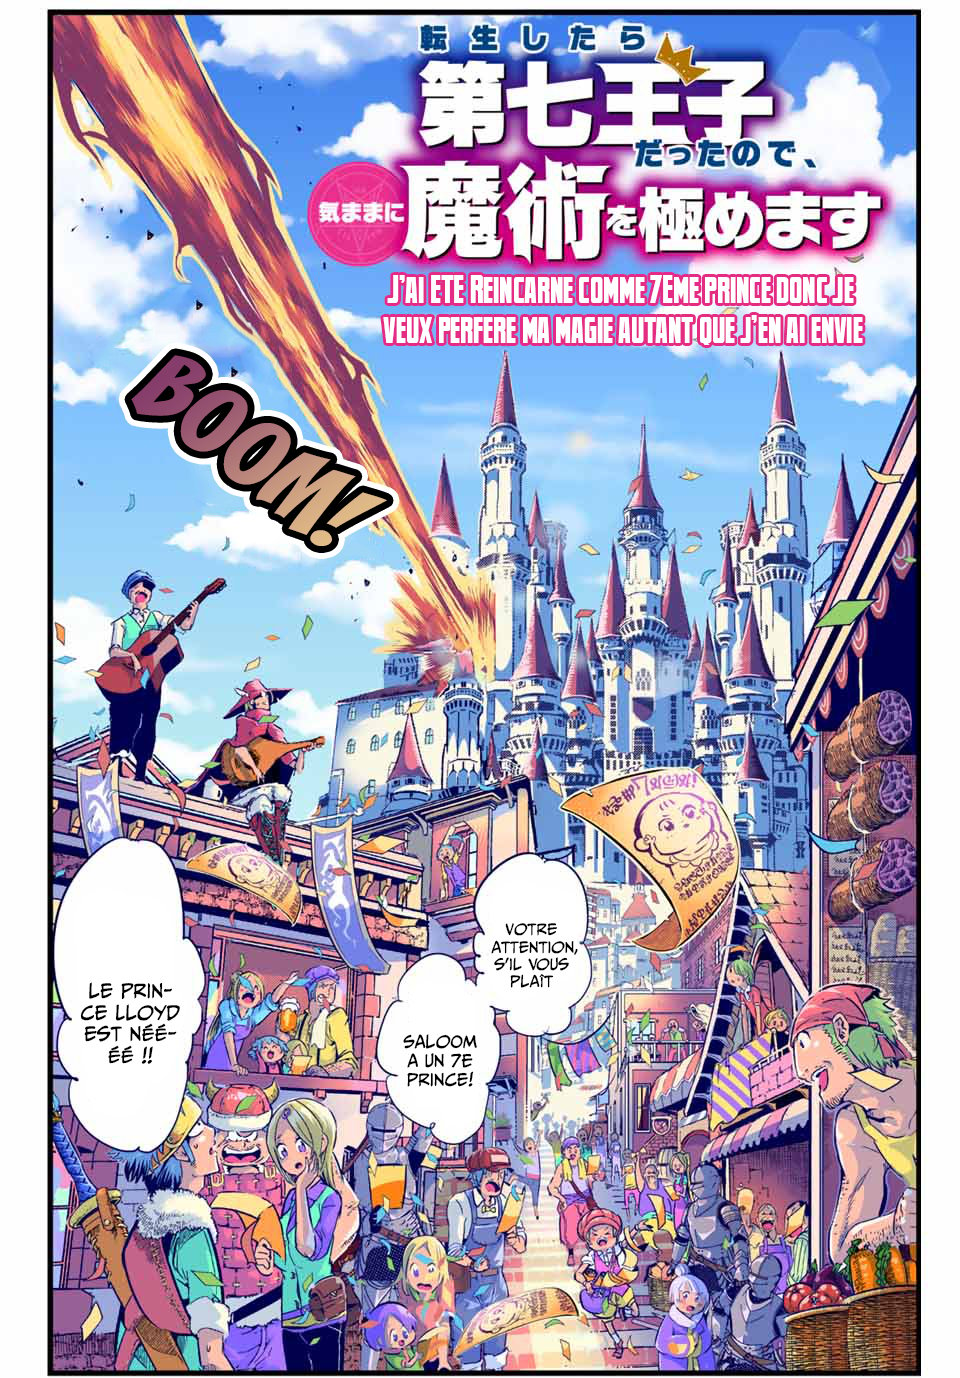 転生したら
第七王子
だったので、
気ままに
魔術を極めます
J'AI ETE REINCARNE COMME 7EME PRINCE DONC JE
VEUX PERFERE MA MAGIE AUTANT QUE J'EN AI ENVIE
BOOM!
VOTRE
ATTENTION,
S'IL VOUS
PLAÎT
SALOOM
A UN 7E
PRINCE!
LE PRIN-
CE LLOYD
EST NÉÉ-
ÉÉ !!